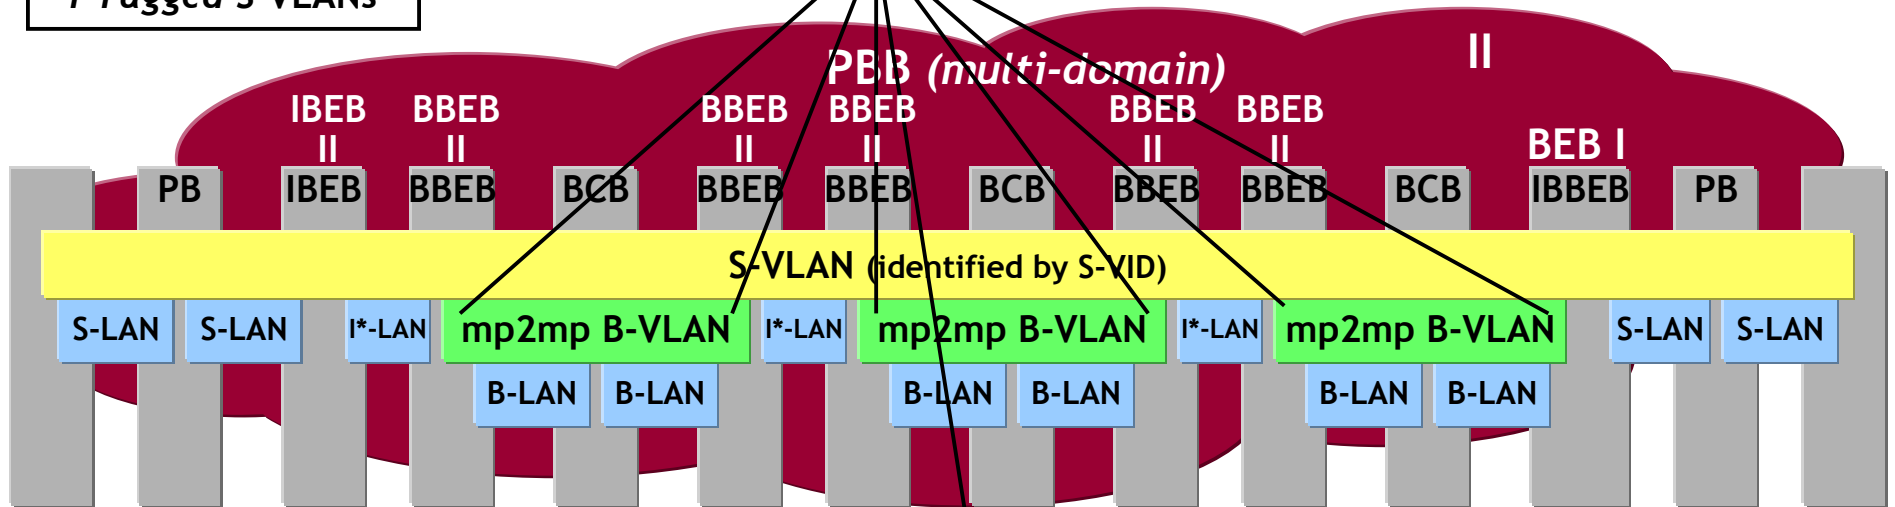 I-Tagged S-VLANs
PBB (multi-domain)
II
IBEB BBEB BBEB BBEB BBEB BBEB
II II II II II II BEB I
PB IBEB BBEB BCB BBEB BBEB BCB BBEB BBEB BCB IBBEB PB
S-VLAN (identified by S-VID)
S-LAN S-LAN I*-LAN mp2mp B-VLAN I*-LAN mp2mp B-VLAN I*-LAN mp2mp B-VLAN S-LAN S-LAN
B-LAN B-LAN B-LAN B-LAN B-LAN B-LAN